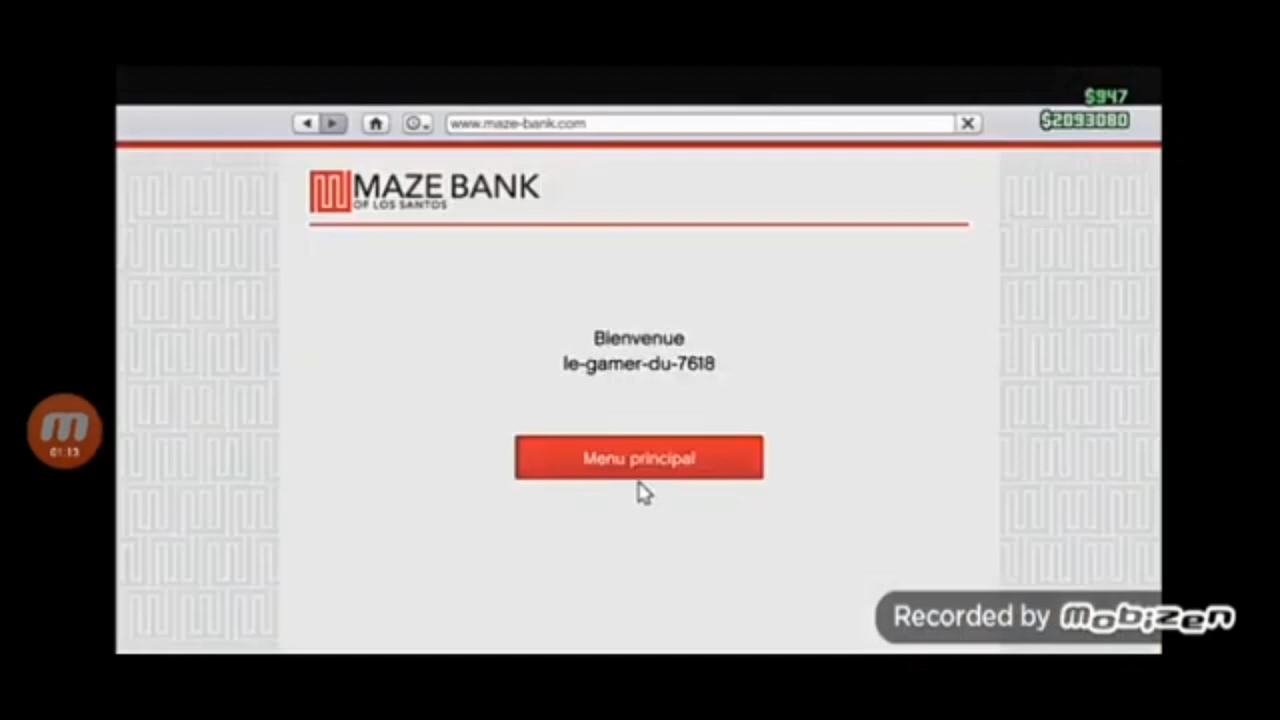 $947
www.maze-bank.com
$2093080
MAZE BANK
OF LOS SANTOS
Bienvenue
le-gamer-du-7618
Menu principal
01:13
Recorded by Mobizen